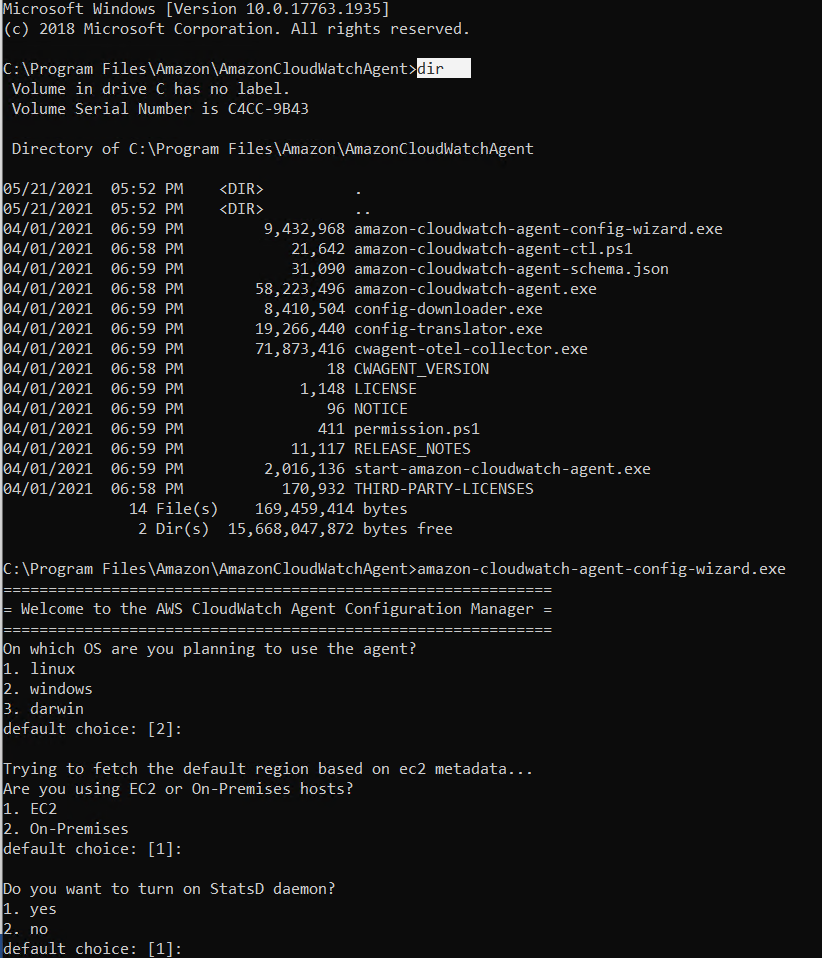 Microsoft Windows [Version 10.0.17763.1935]
(c) 2018 Microsoft Corporation. All rights reserved.
C:\Program Files\Amazon\AmazonCloudWatchAgent>dir
Volume in drive C has no label.
Volume Serial Number is C4CC-9B43
Directory of C:\Program Files\Amazon\AmazonCloudWatchAgent
05/21/2021  05:52 PM    <DIR>          .
05/21/2021  05:52 PM    <DIR>          ..
04/01/2021  06:59 PM         9,432,968 amazon-cloudwatch-agent-config-wizard.exe
04/01/2021  06:58 PM            21,642 amazon-cloudwatch-agent-ctl.ps1
04/01/2021  06:59 PM            31,090 amazon-cloudwatch-agent-schema.json
04/01/2021  06:58 PM        58,223,496 amazon-cloudwatch-agent.exe
04/01/2021  06:59 PM         8,410,504 config-downloader.exe
04/01/2021  06:59 PM        19,266,440 config-translator.exe
04/01/2021  06:59 PM        71,873,416 cwagent-otel-collector.exe
04/01/2021  06:58 PM                18 CWAGENT_VERSION
04/01/2021  06:59 PM             1,148 LICENSE
04/01/2021  06:59 PM                96 NOTICE
04/01/2021  06:59 PM               411 permission.ps1
04/01/2021  06:59 PM            11,117 RELEASE_NOTES
04/01/2021  06:59 PM         2,016,136 start-amazon-cloudwatch-agent.exe
04/01/2021  06:58 PM           170,932 THIRD-PARTY-LICENSES
14 File(s)    169,459,414 bytes
2 Dir(s)  15,668,047,872 bytes free
C:\Program Files\Amazon\AmazonCloudWatchAgent>amazon-cloudwatch-agent-config-wizard.exe
=============================================================
= Welcome to the AWS CloudWatch Agent Configuration Manager =
=============================================================
On which OS are you planning to use the agent?
1. linux
2. windows
3. darwin
default choice: [2]:
Trying to fetch the default region based on ec2 metadata...
Are you using EC2 or On-Premises hosts?
1. EC2
2. On-Premises
default choice: [1]:
Do you want to turn on StatsD daemon?
1. yes
2. no
default choice: [1]: